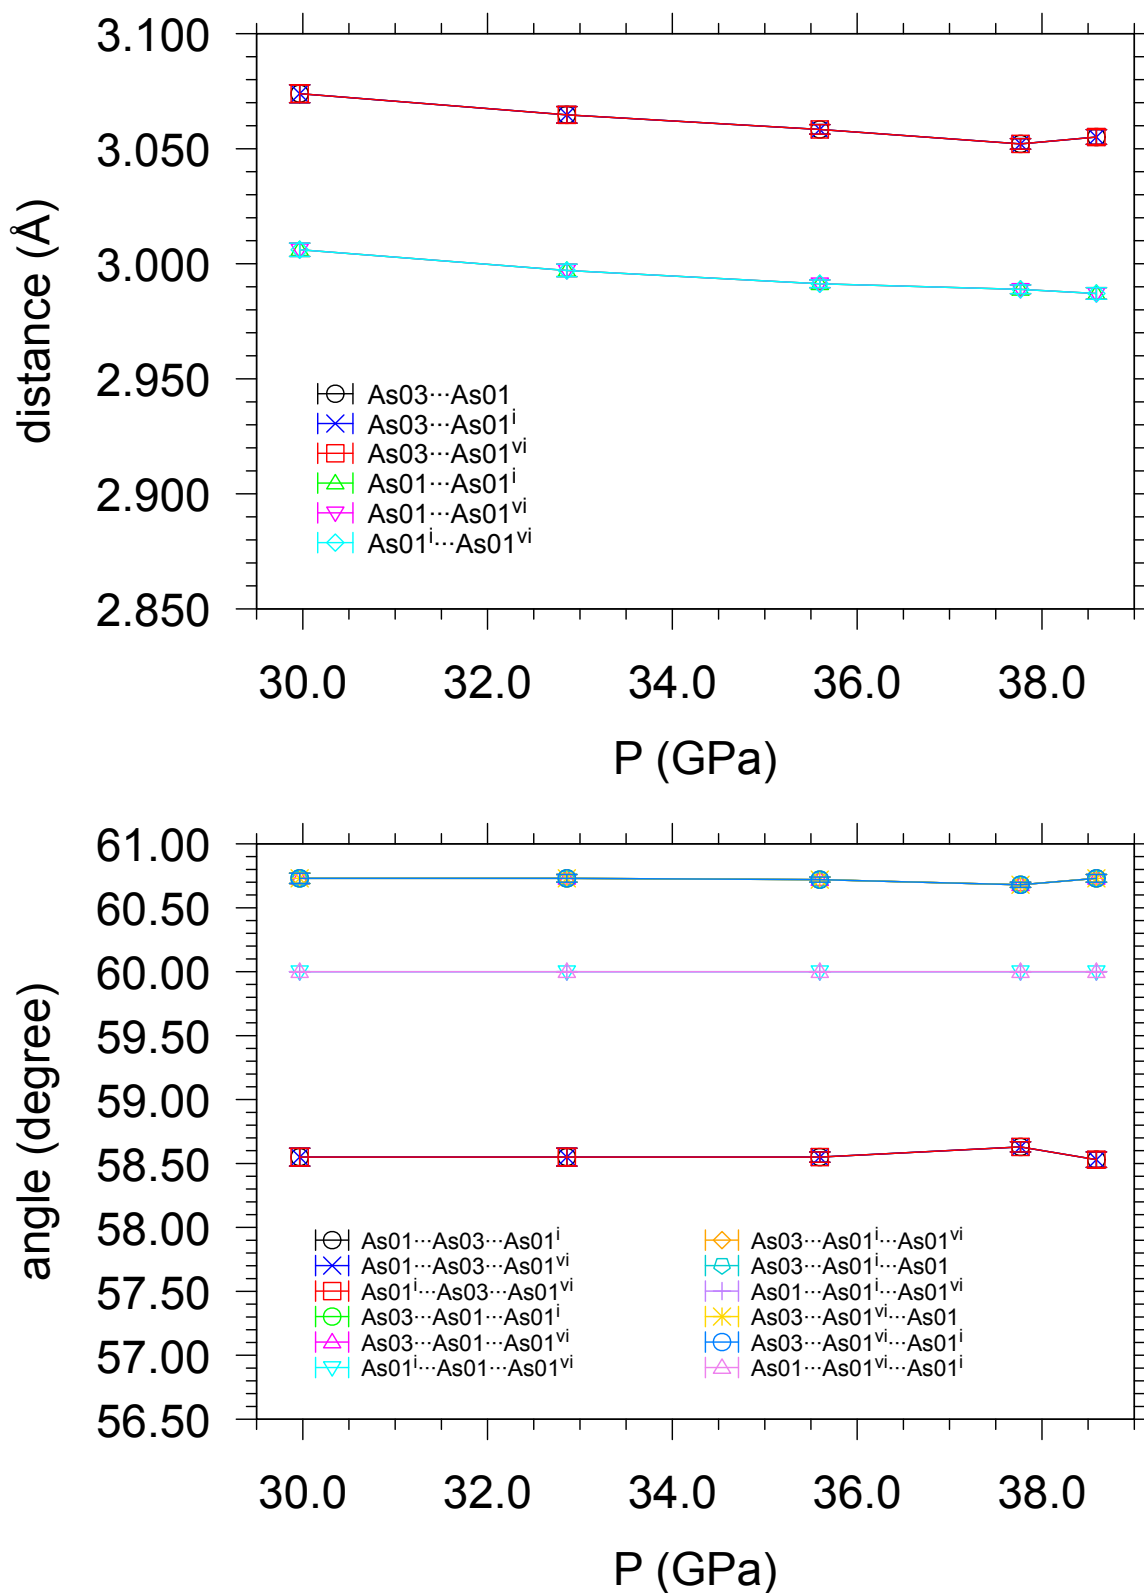 3.100
3.050
3.000
2.950
2.900
2.850
distance (Å)
As03···As01
As03···As01ⁱ
As03···As01ᵛⁱ
As01···As01ⁱ
As01···As01ᵛⁱ
As01ⁱ···As01ᵛⁱ
30.0 32.0 34.0 36.0 38.0
P (GPa)
61.00
60.50
60.00
59.50
59.00
58.50
58.00
57.50
57.00
56.50
angle (degree)
As01···As03···As01ⁱ
As01···As03···As01ᵛⁱ
As01ⁱ···As03···As01ᵛⁱ
As03···As01···As01ⁱ
As03···As01···As01ᵛⁱ
As01ⁱ···As01···As01ᵛⁱ
As03···As01ⁱ···As01ᵛⁱ
As03···As01ⁱ···As01
As01···As01ⁱ···As01ᵛⁱ
As03···As01ᵛⁱ···As01
As03···As01ᵛⁱ···As01ⁱ
As01···As01ᵛⁱ···As01ⁱ
30.0 32.0 34.0 36.0 38.0
P (GPa)